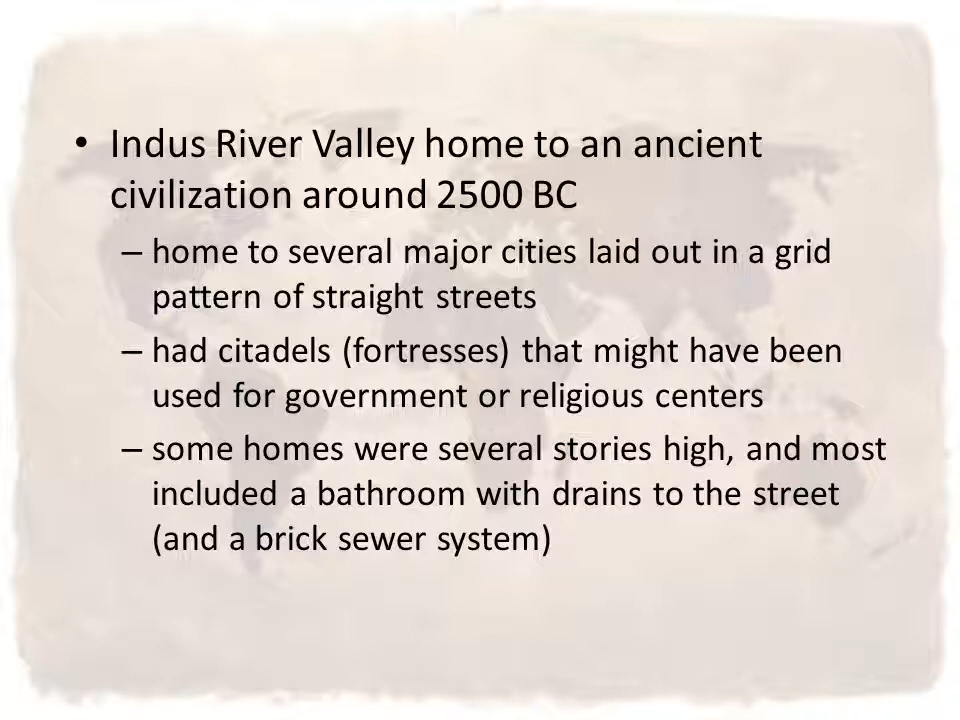 • Indus River Valley home to an ancient
civilization around 2500 BC
– home to several major cities laid out in a grid
pattern of straight streets
– had citadels (fortresses) that might have been
used for government or religious centers
– some homes were several stories high, and most
included a bathroom with drains to the street
(and a brick sewer system)